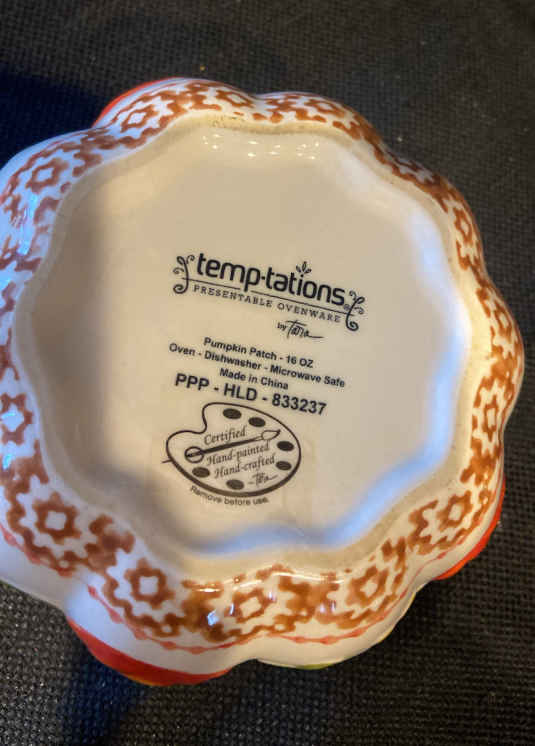 temp·tations®
PRESENTABLE OVENWARE
by Tara
Pumpkin Patch - 16 OZ
Oven - Dishwasher - Microwave Safe
Made in China
PPP - HLD - 833237
Certified
Hand-painted
Hand-crafted
~Tara
Remove before use.